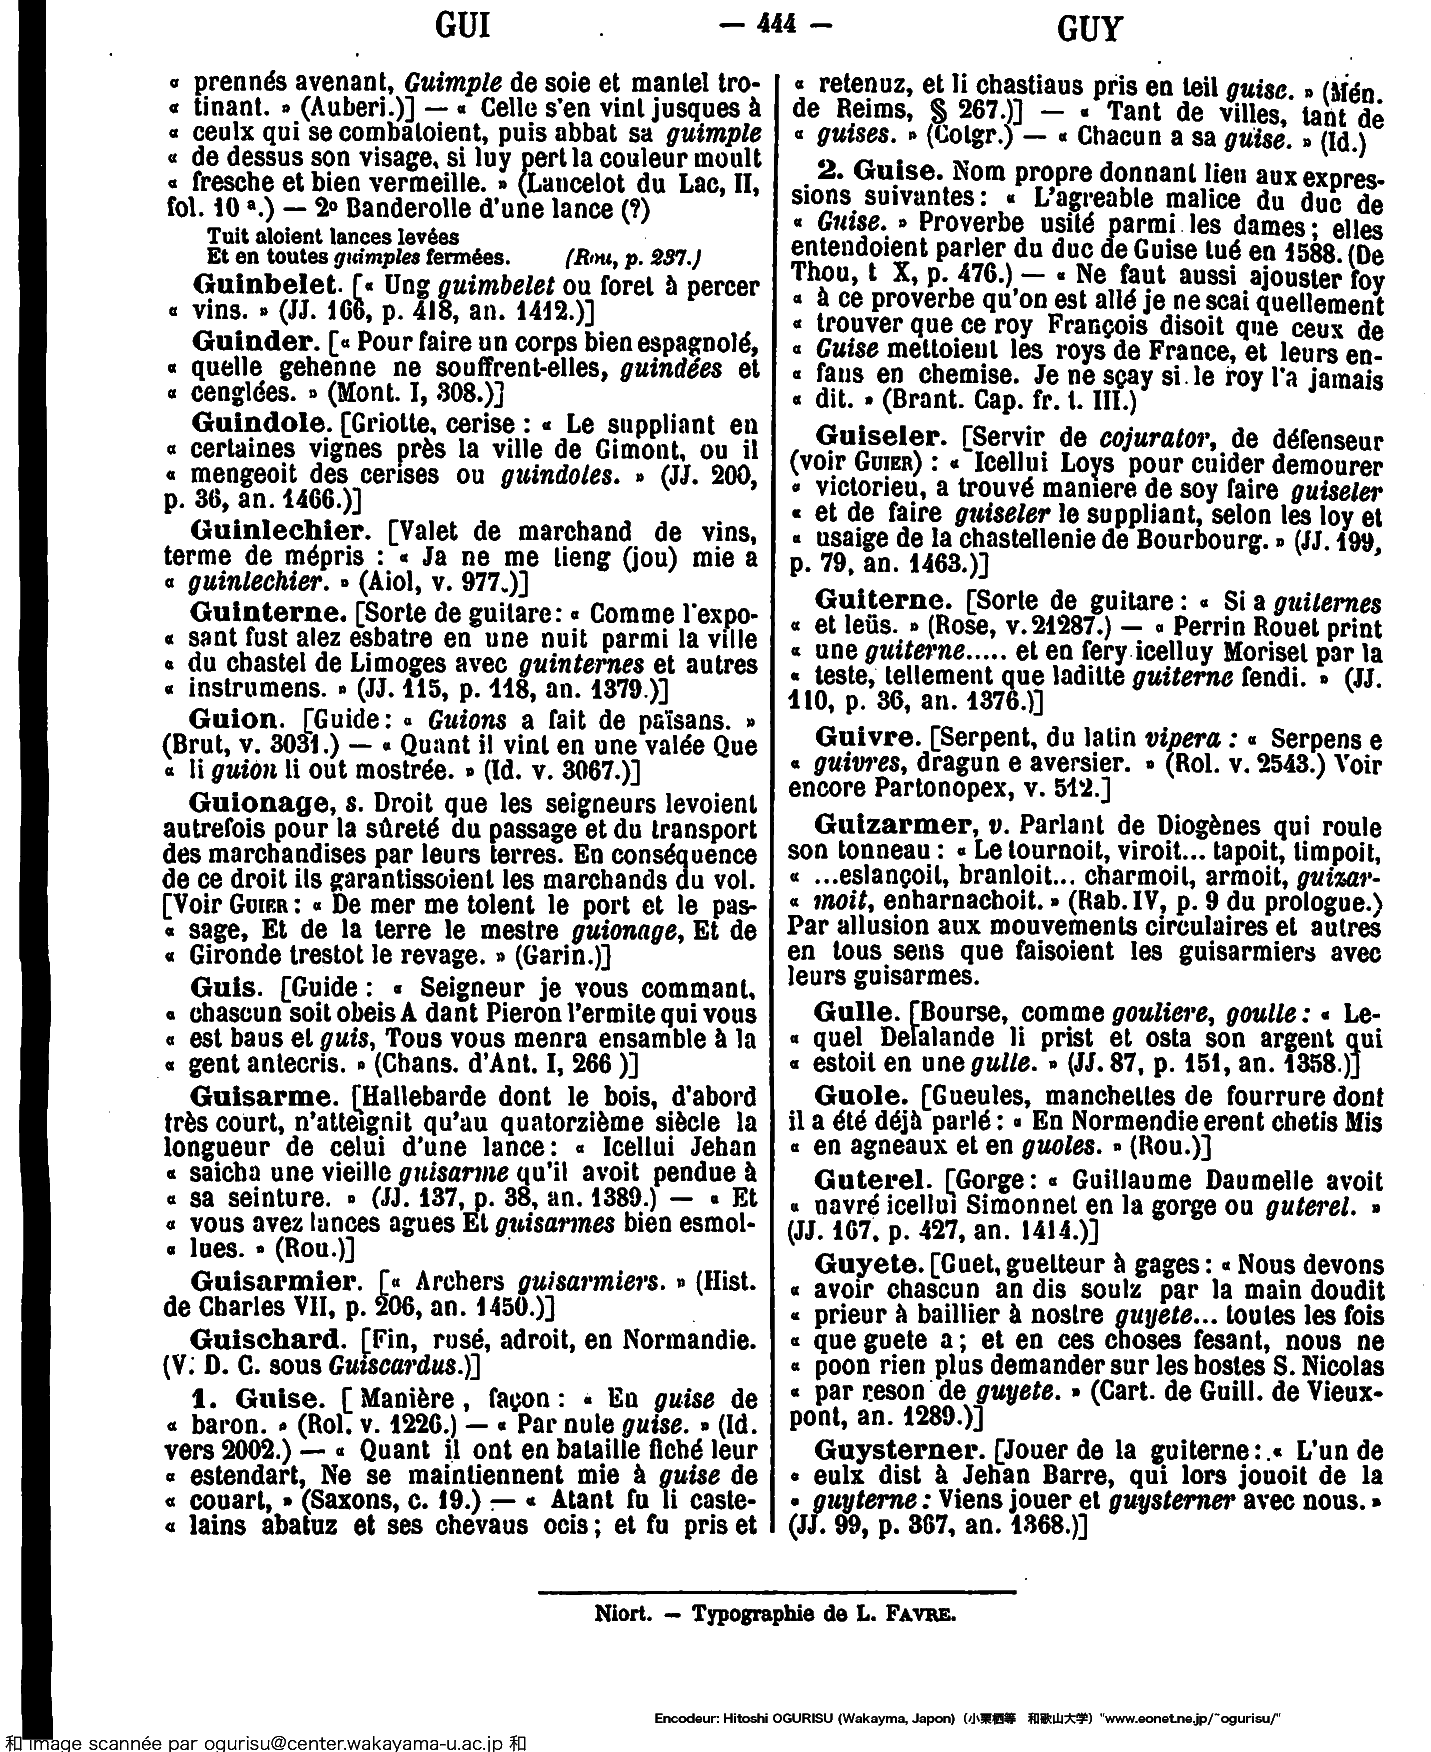 GUI — 444 — GUY
« prennés avenant, Guimple de soie et mantel tro-
« tinant. » (Auberi.)] — « Celle s'en vint jusques à
« ceulx qui se combatoient, puis abbat sa guimple
« de dessus son visage, si luy pert la couleur moult
« fresche et bien vermeille. » (Lancelot du Lac, II,
fol. 10 a.) — 2o Banderolle d'une lance (?)
Tuit aloient lances levées
Et en toutes guimples fermées. (Rou, p. 237.)
Guinbelet. [« Ung guimbelet ou foret à percer
« vins. » (JJ. 166, p. 418, an. 1412.)]
Guinder. [« Pour faire un corps bien espagnolé,
« quelle gehenne ne souffrent-elles, guindées et
« cenglées. » (Mont. I, 308.)]
Guindole. [Griotte, cerise : « Le suppliant en
« certaines vignes près la ville de Gimont, ou il
« mengeoit des cerises ou guindoles. » (JJ. 200,
p. 36, an. 1466.)]
Guinlechier. [Valet de marchand de vins,
terme de mépris : « Ja ne me tieng (jou) mie a
« guinlechier. » (Aiol, v. 977.)]
Guinterne. [Sorte de guitare : « Comme l'expo-
« sant fust alez esbatre en une nuit parmi la ville
« du chastel de Limoges avec guinternes et autres
« instrumens. » (JJ. 115, p. 118, an. 1379.)]
Guion. [Guide : « Guions a fait de païsans. »
(Brut, v. 3031.) — « Quant il vint en une valée Que
« li guion li out mostrée. » (Id. v. 3067.)]
Guionage, s. Droit que les seigneurs levoient
autrefois pour la sûreté du passage et du transport
des marchandises par leurs terres. En conséquence
de ce droit ils garantissoient les marchands du vol.
[Voir GUIER : « De mer me tolent le port et le pas-
« sage, Et de la terre le mestre guionage, Et de
« Gironde trestot le revage. » (Garin.)]
Guis. [Guide : « Seigneur je vous commant,
« chascun soit obeis A dant Pieron l'ermite qui vous
« est baus et guis, Tous vous menra ensamble à la
« gent antecris. » (Chans. d'Ant. I, 266 )]
Guisarme. [Hallebarde dont le bois, d'abord
très court, n'atteignit qu'au quatorzième siècle la
longueur de celui d'une lance : « Icellui Jehan
« saicha une vieille guisarme qu'il avoit pendue à
« sa seinture. » (JJ. 137, p. 38, an. 1389.) — « Et
« vous avez lances agues Et guisarmes bien esmol-
« lues. » (Rou.)]
Guisarmier. [« Archers guisarmiers. » (Hist.
de Charles VII, p. 206, an. 1450.)]
Guischard. [Fin, rusé, adroit, en Normandie.
(V. D. C. sous Guiscardus.)]
1. Guise. [ Manière, façon : « En guise de
« baron. » (Rol. v. 1226.) — « Par nule guise. » (Id.
vers 2002.) — « Quant il ont en bataille fiché leur
« estendart, Ne se maintiennent mie à guise de
« couart, » (Saxons, c. 19.) — « Atant fu li caste-
« lains abatuz et ses chevaus ocis ; et fu pris et
« retenuz, et li chastiaus pris en teil guise. » (Mén.
de Reims, § 267.)] — « Tant de villes, tant de
« guises. » (Cotgr.) — « Chacun a sa guise. » (Id.)
2. Guise. Nom propre donnant lieu aux expres-
sions suivantes : « L'agreable malice du duc de
« Guise. » Proverbe usité parmi les dames ; elles
entendoient parler du duc de Guise tué en 1588. (De
Thou, t X, p. 476.) — « Ne faut aussi ajouster foy
« à ce proverbe qu'on est allé je ne scai quellement
« trouver que ce roy François disoit que ceux de
« Guise mettoient les roys de France, et leurs en-
« fans en chemise. Je ne sçay si le roy l'a jamais
« dit. » (Brant. Cap. fr. t. III.)
Guiseler. [Servir de cojurator, de défenseur
(voir GUIER) : « Icellui Loys pour cuider demourer
« victorieu, a trouvé maniere de soy faire guiseler
« et de faire guiseler le suppliant, selon les loy et
« usaige de la chastellenie de Bourbourg. » (JJ. 199,
p. 79, an. 1463.)]
Guiterne. [Sorte de guitare : « Si a guiternes
« et leüs. » (Rose, v. 21287.) — « Perrin Rouet print
« une guiterne..... et en fery icelluy Morisel par la
« teste, tellement que laditte guiterne fendi. » (JJ.
110, p. 36, an. 1376.)]
Guivre. [Serpent, du latin vipera : « Serpens e
« guivres, dragun e aversier. » (Rol. v. 2543.) Voir
encore Partonopex, v. 512.]
Guizarmer, v. Parlant de Diogènes qui roule
son tonneau : « Le tournoit, viroit... tapoit, timpoit,
« ...eslançoit, branloit... charmoit, armoit, guizar-
« moit, enharnachoit. » (Rab. IV, p. 9 du prologue.)
Par allusion aux mouvements circulaires et autres
en tous sens que faisoient les guisarmiers avec
leurs guisarmes.
Gulle. [Bourse, comme gouliere, goulle : « Le-
« quel Delalande li prist et osta son argent qui
« estoit en une gulle. » (JJ. 87, p. 151, an. 1358.)]
Guole. [Gueules, manchettes de fourrure dont
il a été déjà parlé : « En Normendie erent chetis Mis
« en agneaux et en guoles. » (Rou.)]
Guterel. [Gorge : « Guillaume Daumelle avoit
« navré icellui Simonnet en la gorge ou guterel. »
(JJ. 167, p. 427, an. 1414.)]
Guyete. [Guet, guetteur à gages : « Nous devons
« avoir chascun an dis soulz par la main doudit
« prieur à baillier à nostre guyete... toutes les fois
« que guete a ; et en ces choses fesant, nous ne
« poon rien plus demander sur les hostes S. Nicolas
« par reson de guyete. » (Cart. de Guill. de Vieux-
pont, an. 1289.)]
Guysterner. [Jouer de la guiterne : « L'un de
« eulx dist à Jehan Barre, qui lors jouoit de la
« guyterne : Viens jouer et guysterner avec nous. »
(JJ. 99, p. 367, an. 1368.)]
Niort. — Typographie de L. FAVRE.
Encodeur: Hitoshi OGURISU (Wakayma, Japon) (小栗栖等 和歌山大学) "www.eonet.ne.jp/~ogurisu/"
和 image scannée par ogurisu@center.wakayama-u.ac.jp 和